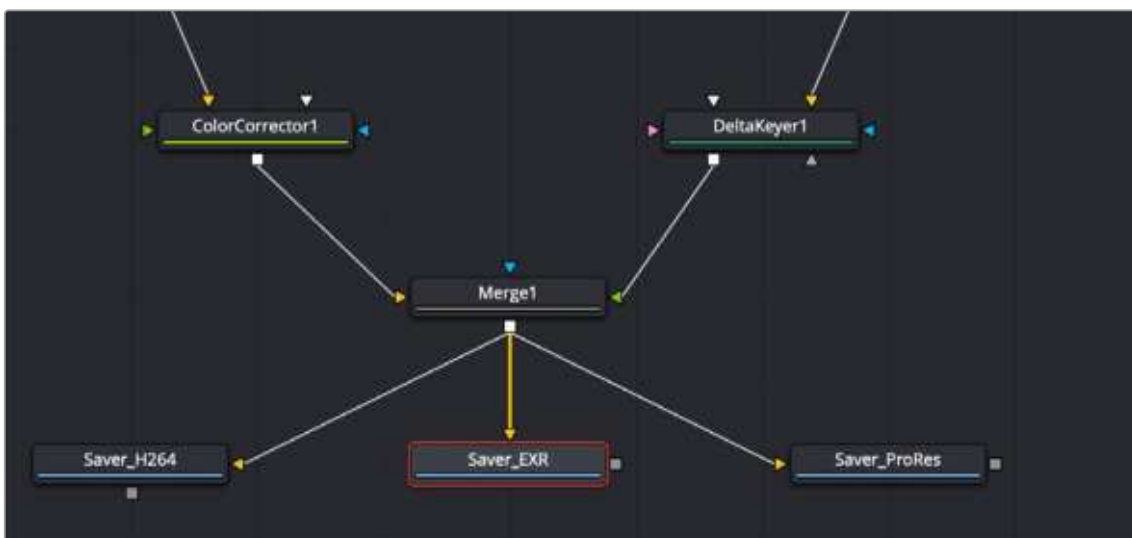 ColorCorrector1
DeltaKeyer1
Merge1
Saver_H264
Saver_EXR
Saver_ProRes